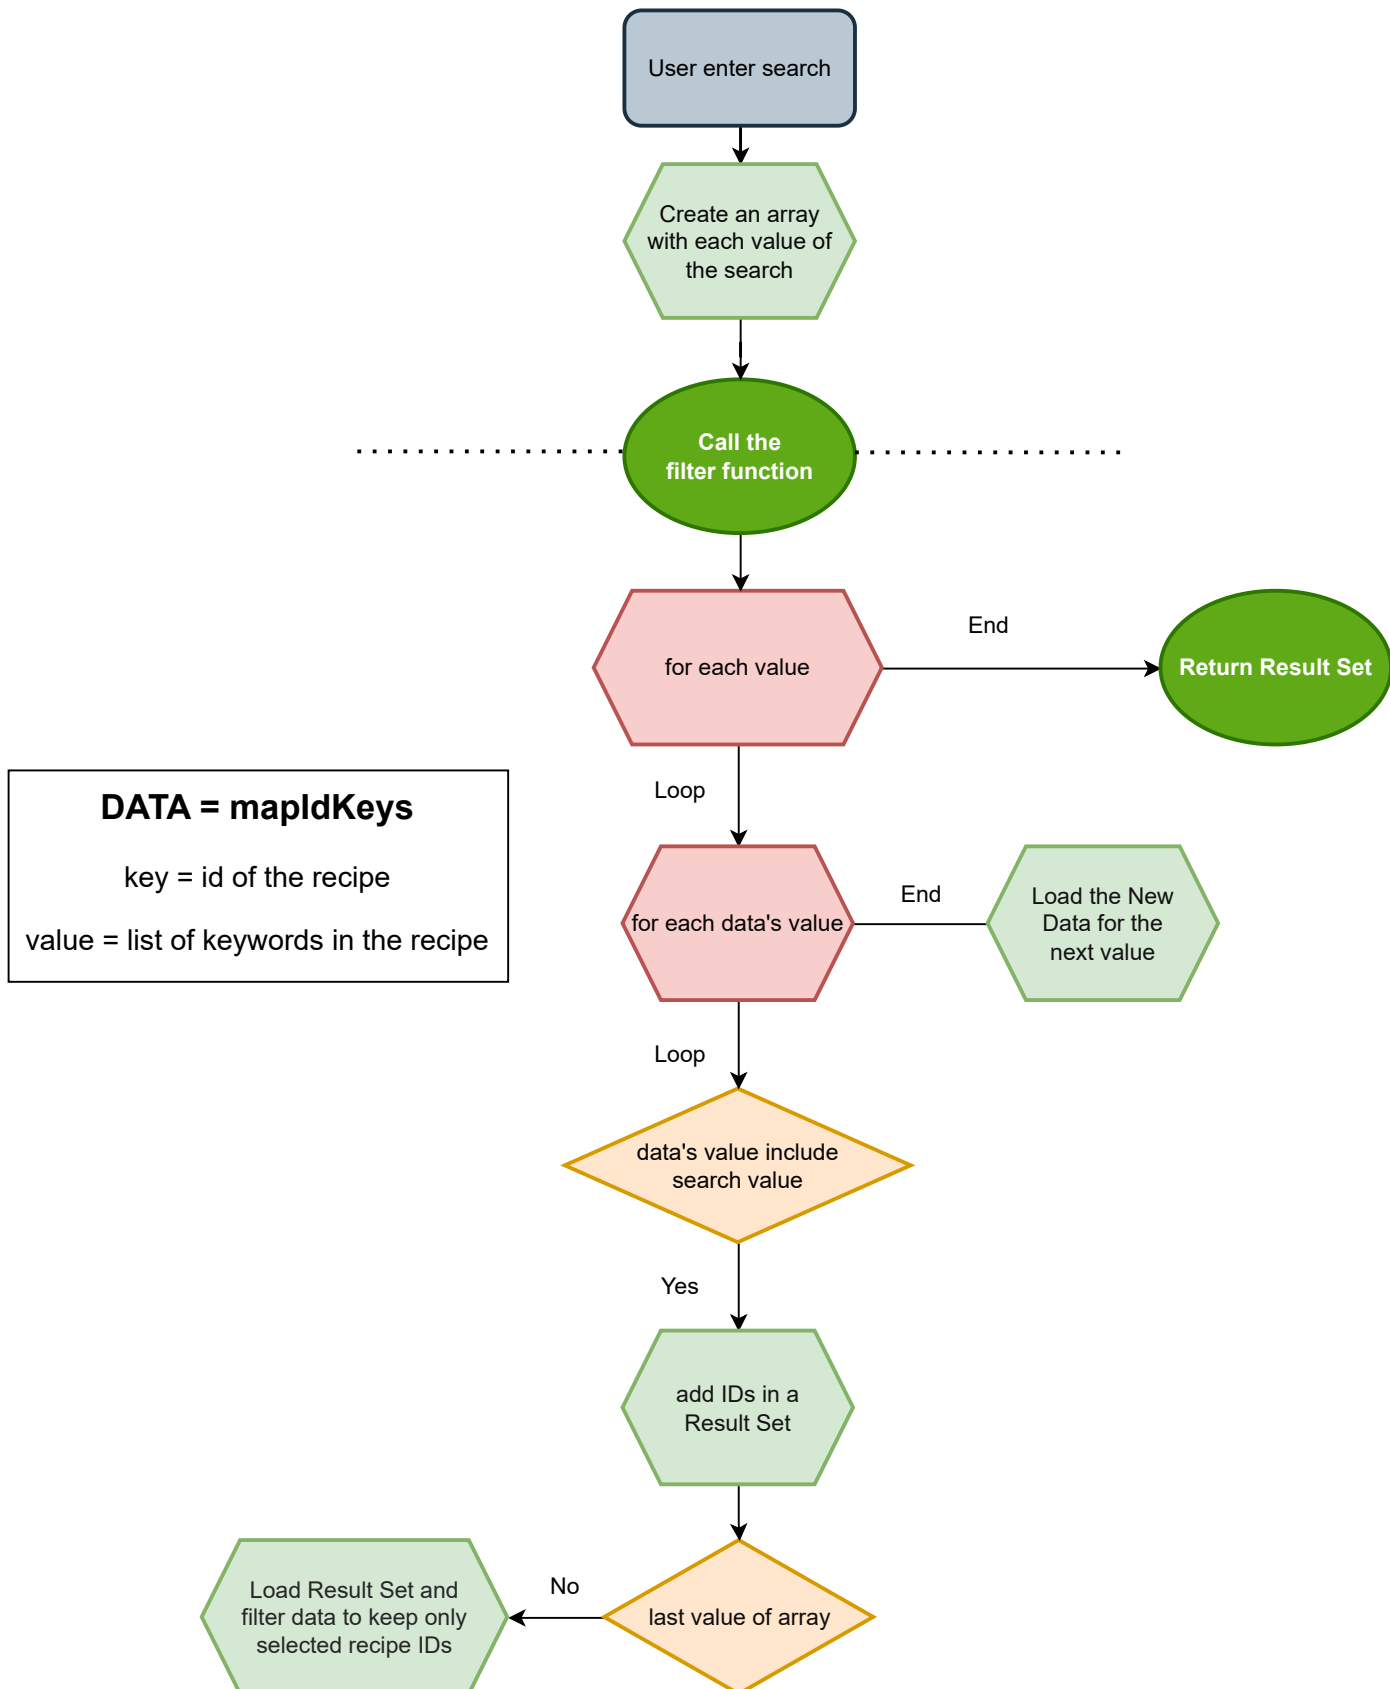 User enter search
Create an array
with each value of
the search
Call the
filter function
for each value
End
Return Result Set
Loop
DATA = mapIdKeys
key = id of the recipe
value = list of keywords in the recipe
for each data's value
End
Load the New
Data for the
next value
Loop
data's value include
search value
Yes
add IDs in a
Result Set
last value of array
No
Load Result Set and
filter data to keep only
selected recipe IDs